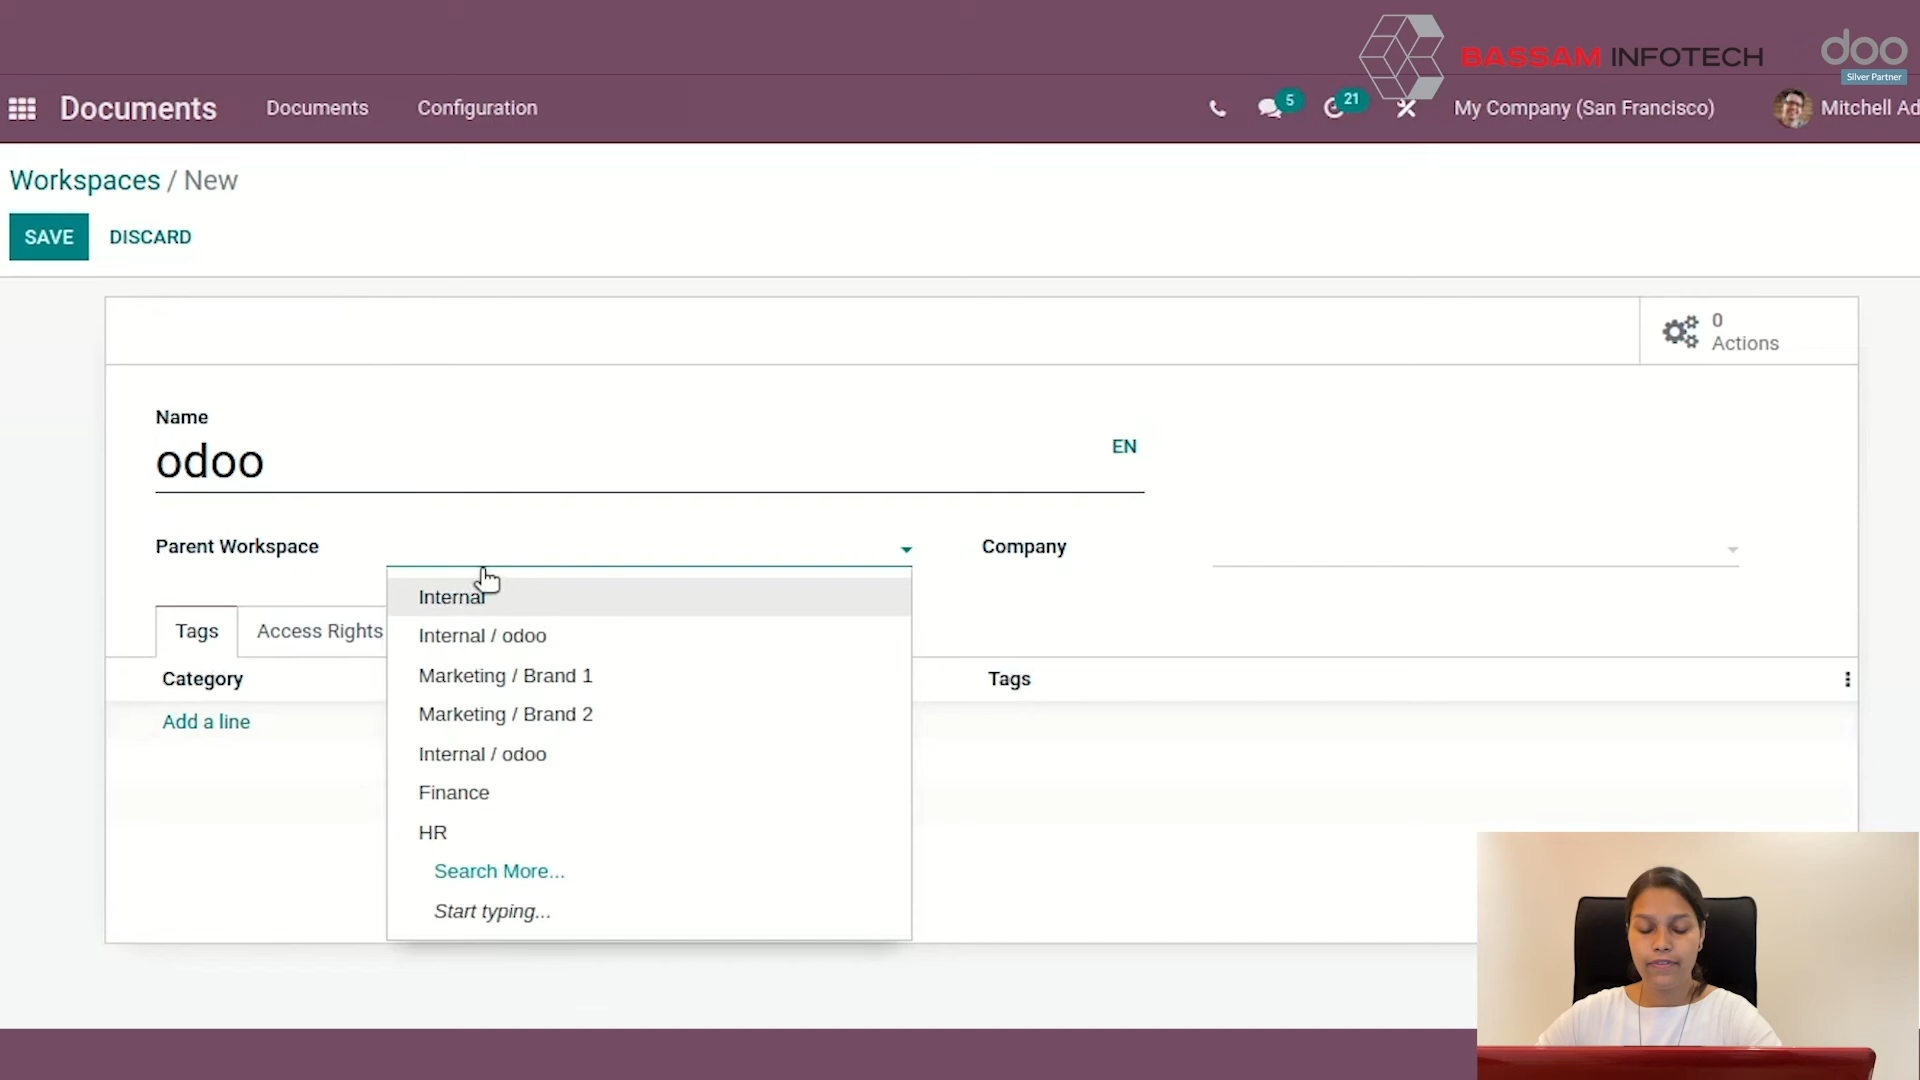 BASSAM INFOTECH
doo
Silver Partner
Documents
Documents
Configuration
5
21
My Company (San Francisco)
Mitchell Ad
Workspaces / New
SAVE
DISCARD
0
Actions
Name
odoo
EN
Parent Workspace
Company
Internal
Internal / odoo
Marketing / Brand 1
Marketing / Brand 2
Internal / odoo
Finance
HR
Search More...
Start typing...
Tags
Access Rights
Category
Tags
Add a line